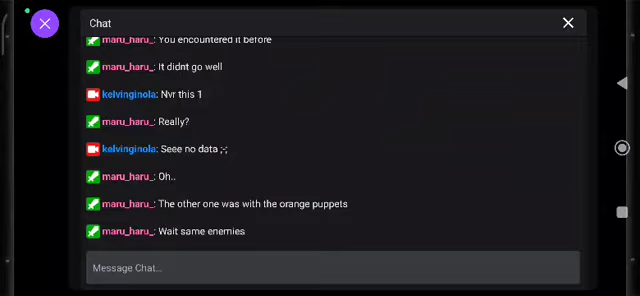 Chat
maru_haru_: You encountered it before
maru_haru_: It didnt go well
kelvinginola: Nvr this 1
maru_haru_: Really?
kelvinginola: Seee no data ;-;
maru_haru_: Oh..
maru_haru_: The other one was with the orange puppets
maru_haru_: Wait same enemies
Message Chat...